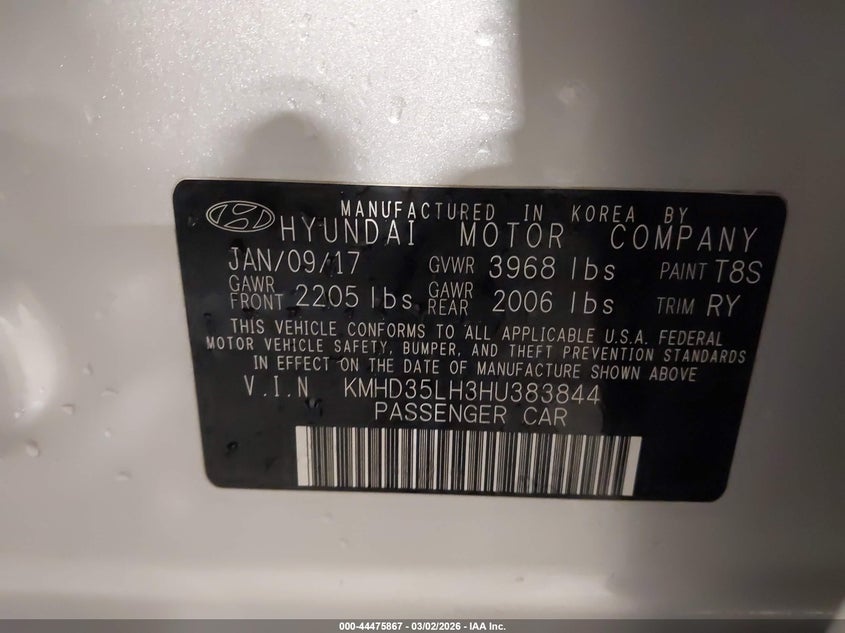 MANUFACTURED IN KOREA BY
HYUNDAI MOTOR COMPANY
JAN/09/17 GVWR 3968 lbs PAINT T8S
GAWR FRONT 2205 lbs GAWR REAR 2006 lbs TRIM RY
THIS VEHICLE CONFORMS TO ALL APPLICABLE U.S.A. FEDERAL
MOTOR VEHICLE SAFETY, BUMPER, AND THEFT PREVENTION STANDARDS
IN EFFECT ON THE DATE OF MANUFACTURE SHOWN ABOVE
V.I.N KMHD35LH3HU383844
PASSENGER CAR
000-44475867 - 03/02/2026 - IAA Inc.